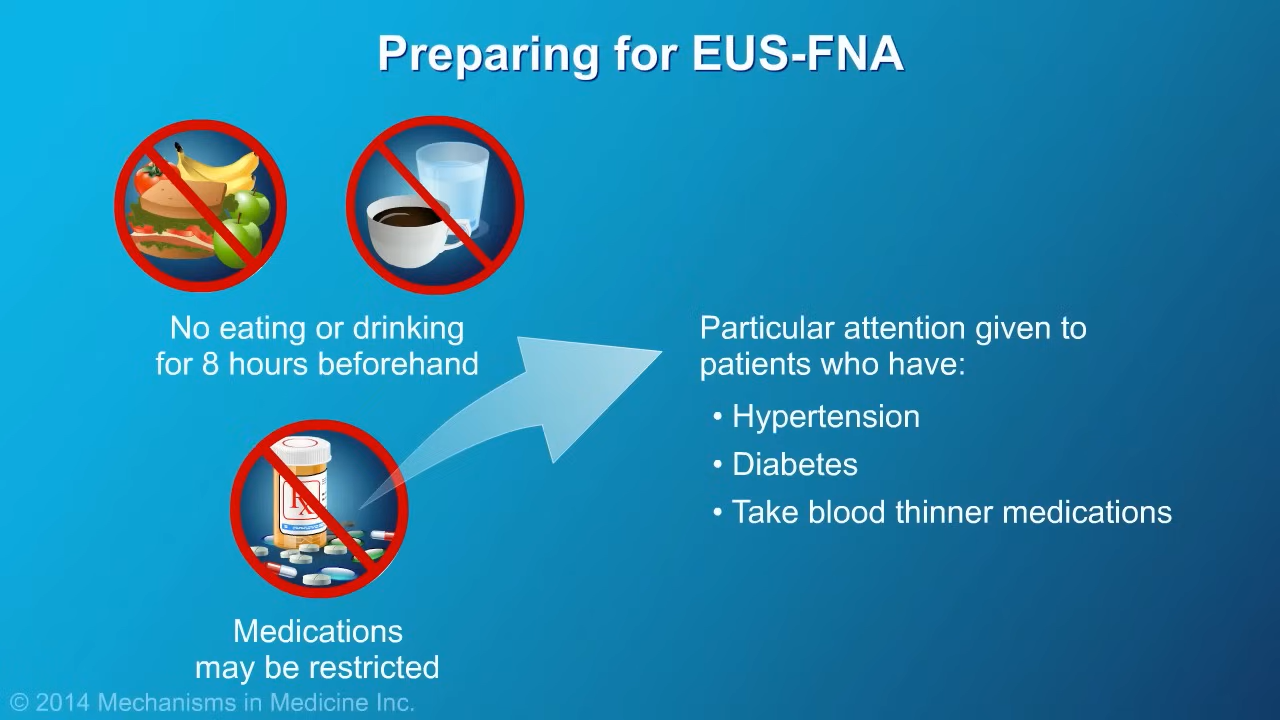 Preparing for EUS-FNA
No eating or drinking
for 8 hours beforehand
Medications
may be restricted
Particular attention given to
patients who have:
• Hypertension
• Diabetes
• Take blood thinner medications
Rx
© 2014 Mechanisms in Medicine Inc.